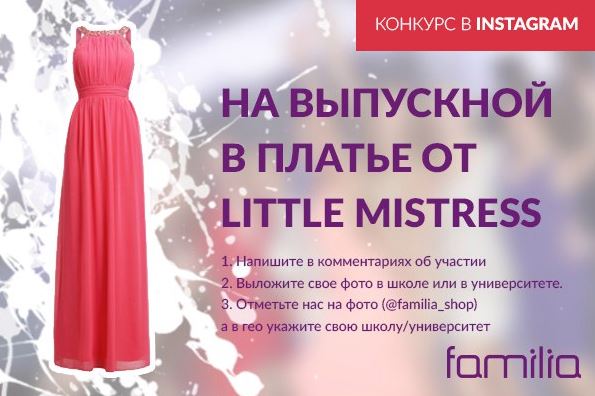 КОНКУРС В INSTAGRAM
НА ВЫПУСКНОЙ
В ПЛАТЬЕ ОТ
LITTLE MISTRESS
1. Напишите в комментариях об участии
2. Выложите свое фото в школе или в университете.
3. Отметьте нас на фото (@familia_shop)
а в гео укажите свою школу/университет
familia